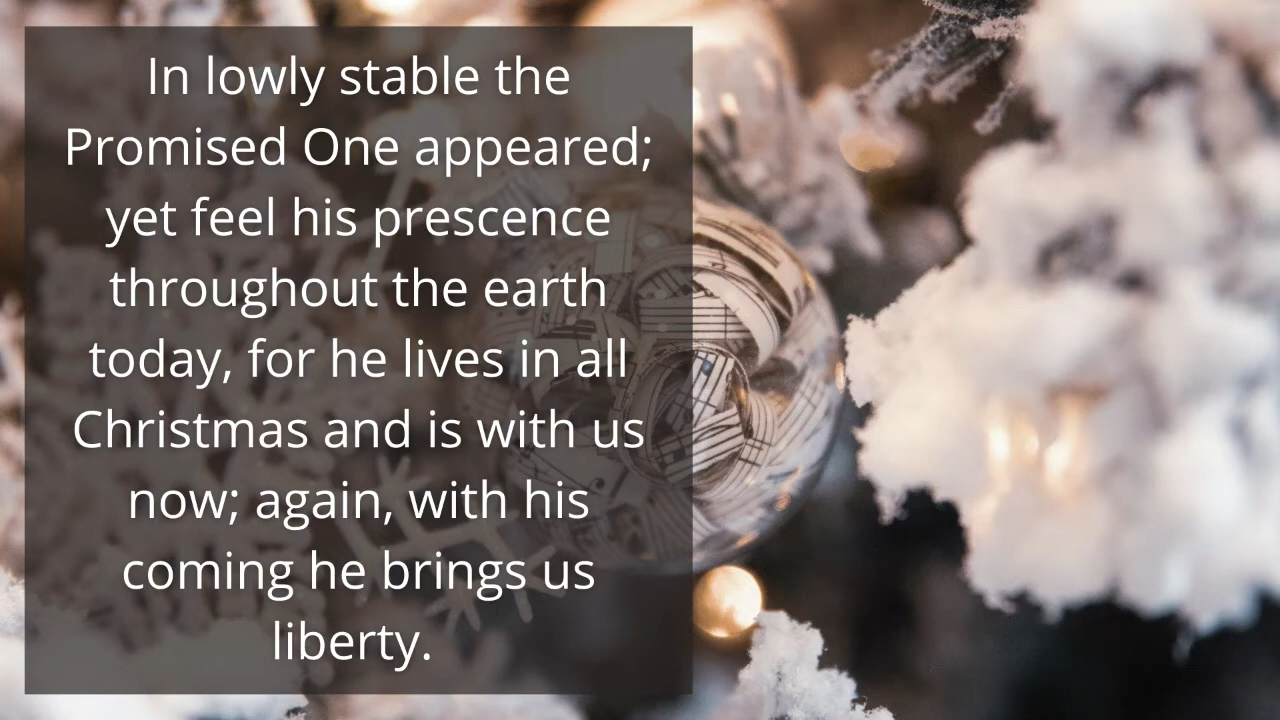 In lowly stable the
Promised One appeared;
yet feel his prescence
throughout the earth
today, for he lives in all
Christmas and is with us
now; again, with his
coming he brings us
liberty.